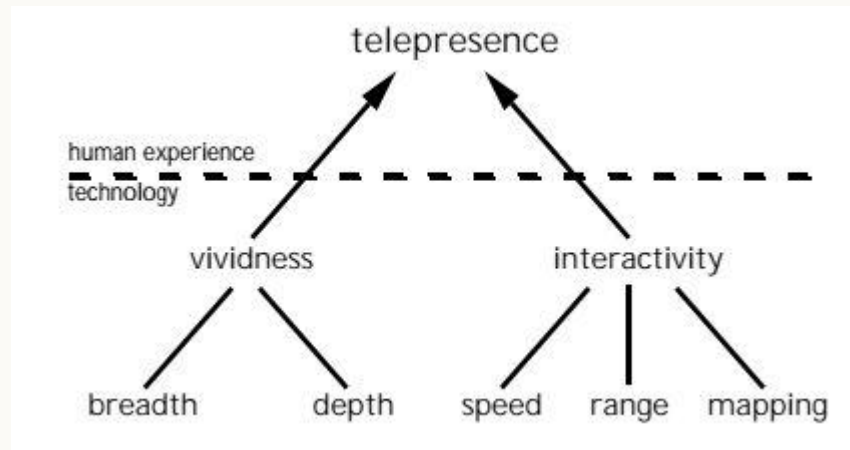 telepresence
human experience
technology
vividness
interactivity
breadth
depth
speed
range
mapping